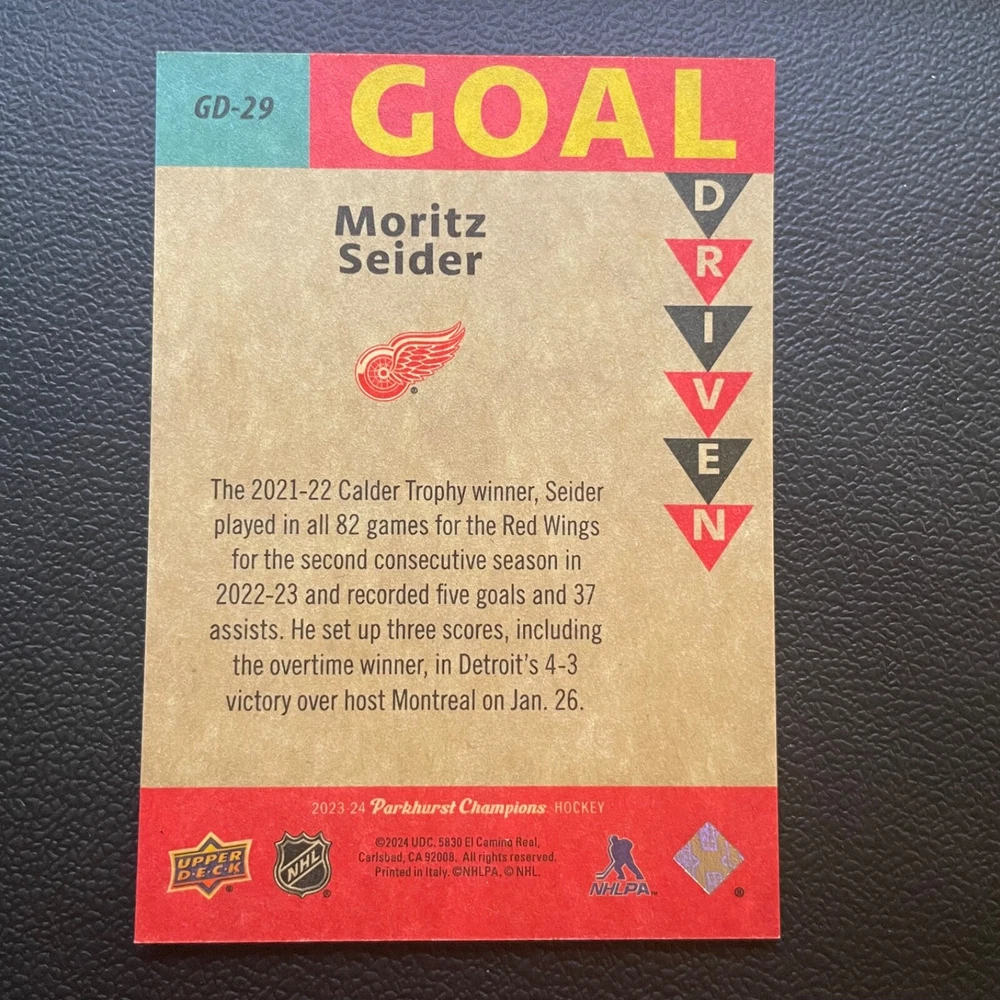 GD-29
GOAL
DRIVEN
Moritz
Seider
The 2021-22 Calder Trophy winner, Seider
played in all 82 games for the Red Wings
for the second consecutive season in
2022-23 and recorded five goals and 37
assists. He set up three scores, including
the overtime winner, in Detroit's 4-3
victory over host Montreal on Jan. 26.
2023-24 Parkhurst Champions HOCKEY
UPPER
D·E·C·K
®
NHL
®
©2024 UDC. 5830 El Camino Real,
Carlsbad, CA 92008. All rights reserved.
Printed in Italy. ©NHLPA. © NHL.
NHLPA™
®